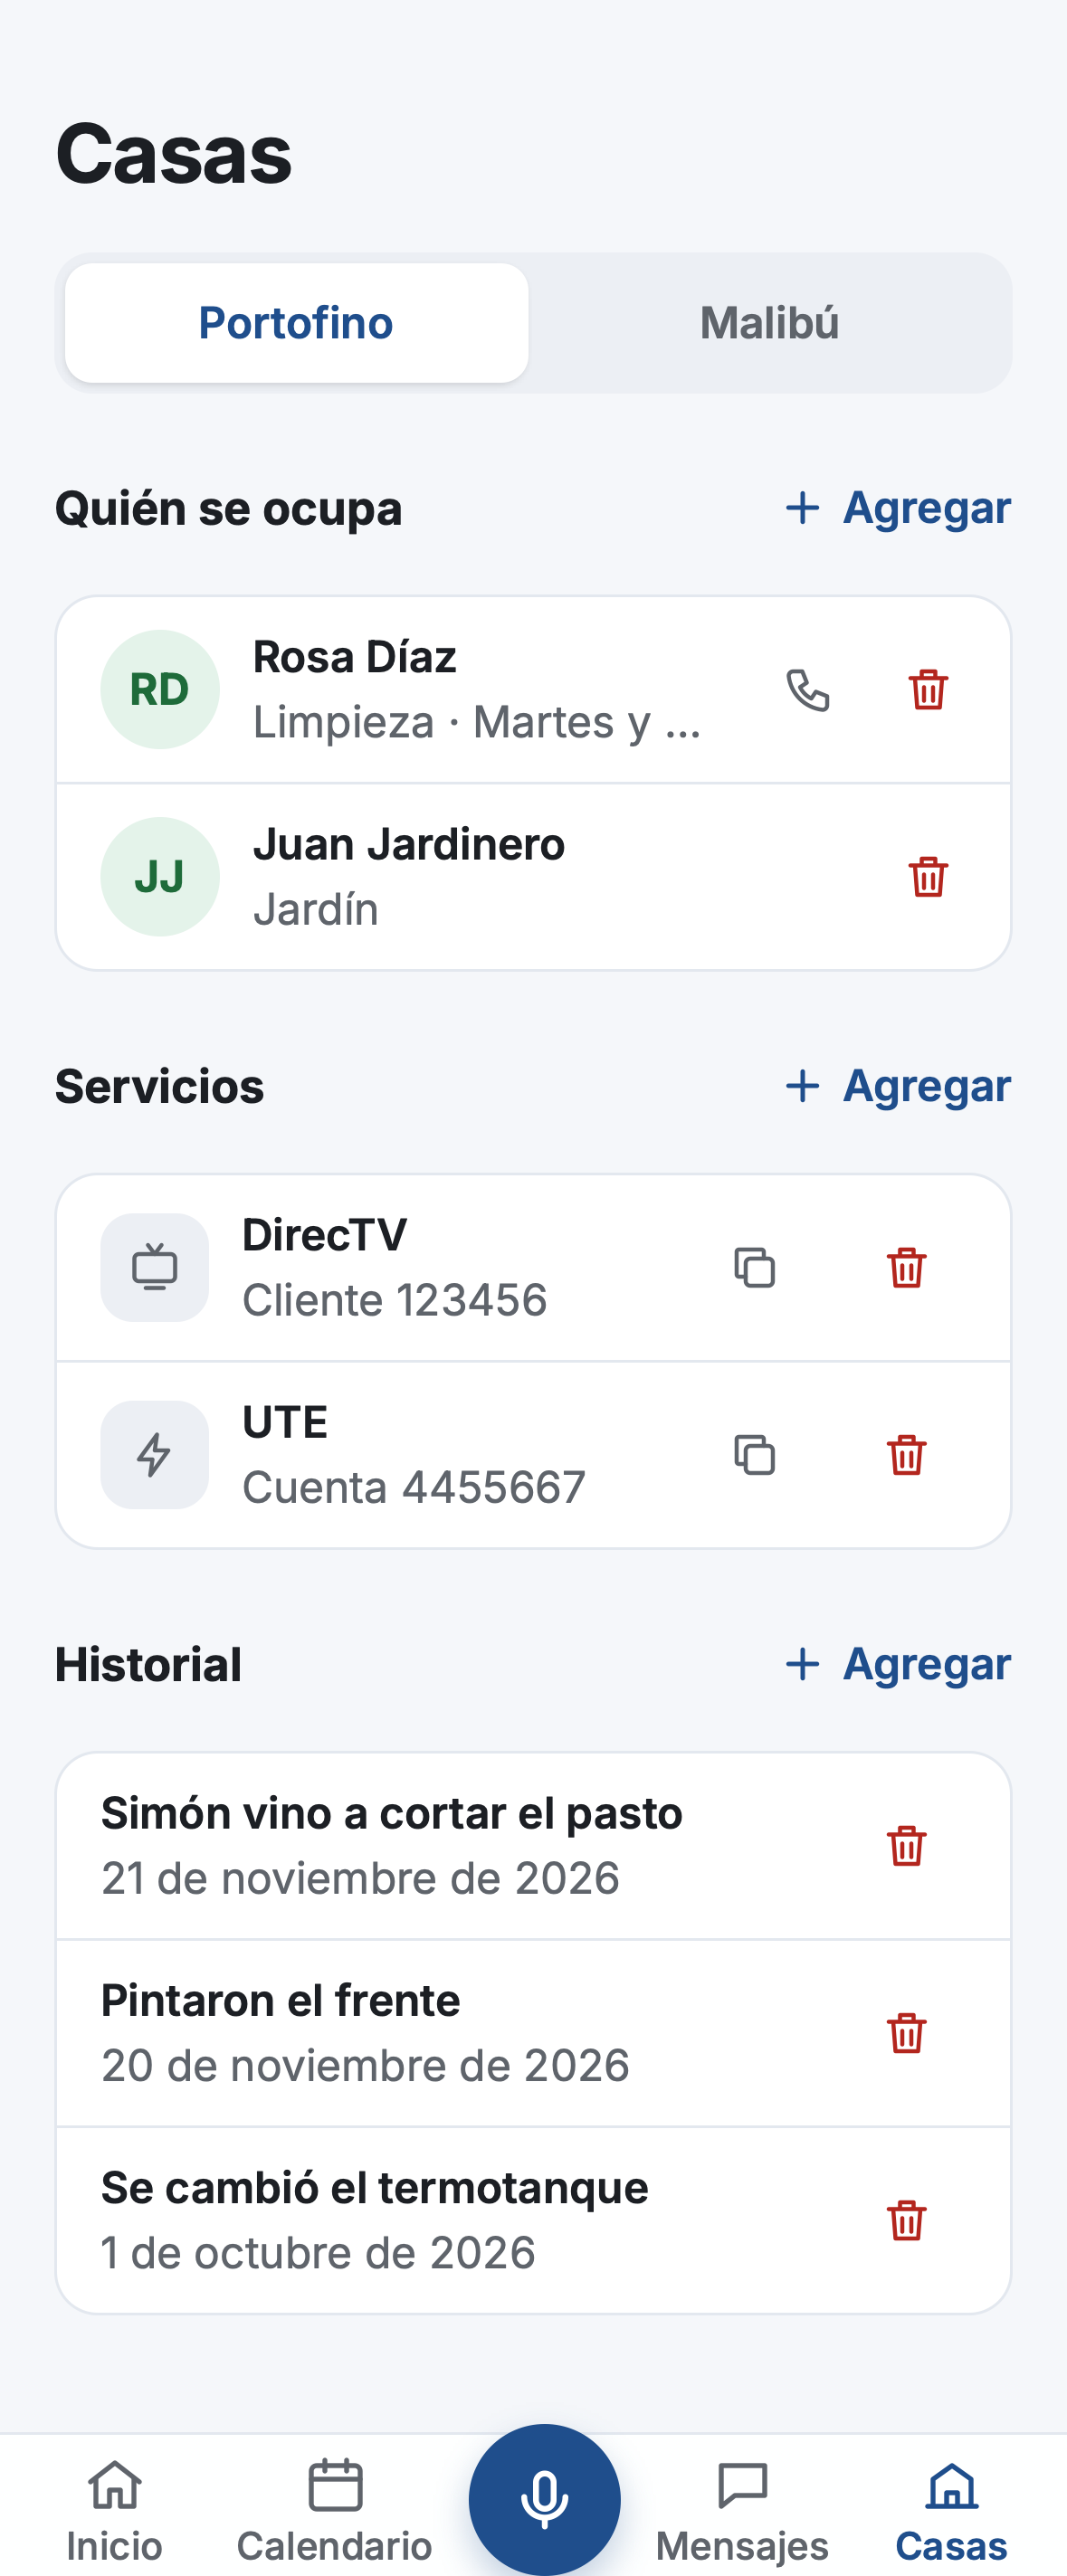 Casas
Portofino
Malibú
Quién se ocupa
+ Agregar
RD
Rosa Díaz
Limpieza · Martes y ...
JJ
Juan Jardinero
Jardín
Servicios
+ Agregar
DirecTV
Cliente 123456
UTE
Cuenta 4455667
Historial
+ Agregar
Simón vino a cortar el pasto
21 de noviembre de 2026
Pintaron el frente
20 de noviembre de 2026
Se cambió el termotanque
1 de octubre de 2026
Inicio
Calendario
Mensajes
Casas